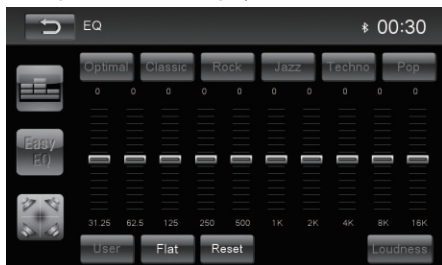 EQ 00:30
Optimal Classic Rock Jazz Techno Pop
0 0 0 0 0 0 0 0 0 0
Easy
EQ
31.25 62.5 125 250 500 1K 2K 4K 8K 16K
User Flat Reset Loudness